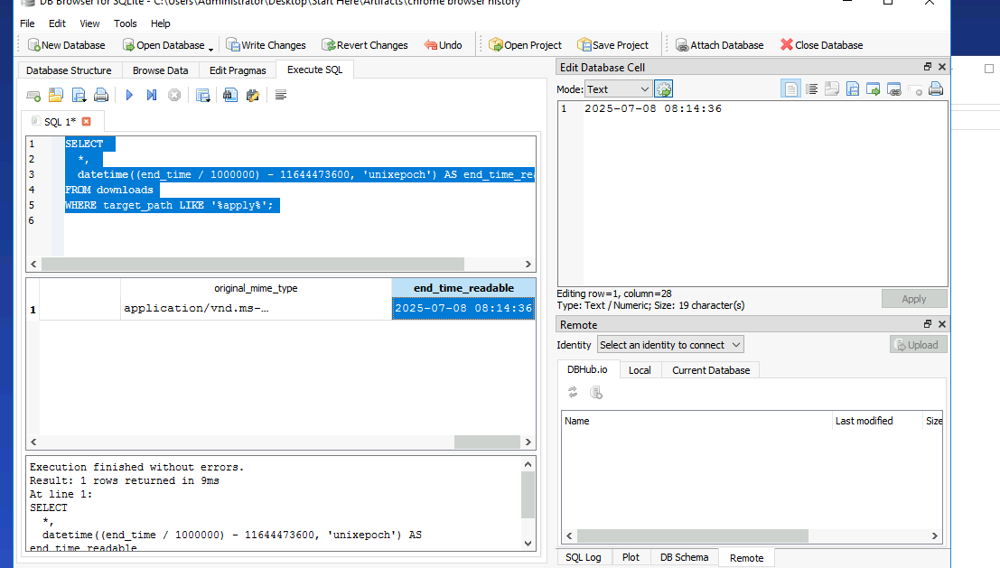 DB Browser for SQLite - C:\Users\Administrator\Desktop\Start Here\Artifacts\chrome browser history
File Edit View Tools Help
New Database Open Database Write Changes Revert Changes Undo Open Project Save Project Attach Database Close Database
Database Structure Browse Data Edit Pragmas Execute SQL
SQL 1*
1 SELECT
2 *,
3 datetime((end_time / 1000000) - 11644473600, 'unixepoch') AS end_time_rea
4 FROM downloads
5 WHERE target_path LIKE '%apply%';
6
original_mime_type end_time_readable
1 application/vnd.ms-… 2025-07-08 08:14:36
Execution finished without errors.
Result: 1 rows returned in 9ms
At line 1:
SELECT
*,
datetime((end_time / 1000000) - 11644473600, 'unixepoch') AS
end_time_readable
Edit Database Cell
Mode: Text
1 2025-07-08 08:14:36
Editing row=1, column=28
Type: Text / Numeric; Size: 19 character(s)
Apply
Remote
Identity Select an identity to connect Upload
DBHub.io Local Current Database
Name Last modified Size
SQL Log Plot DB Schema Remote